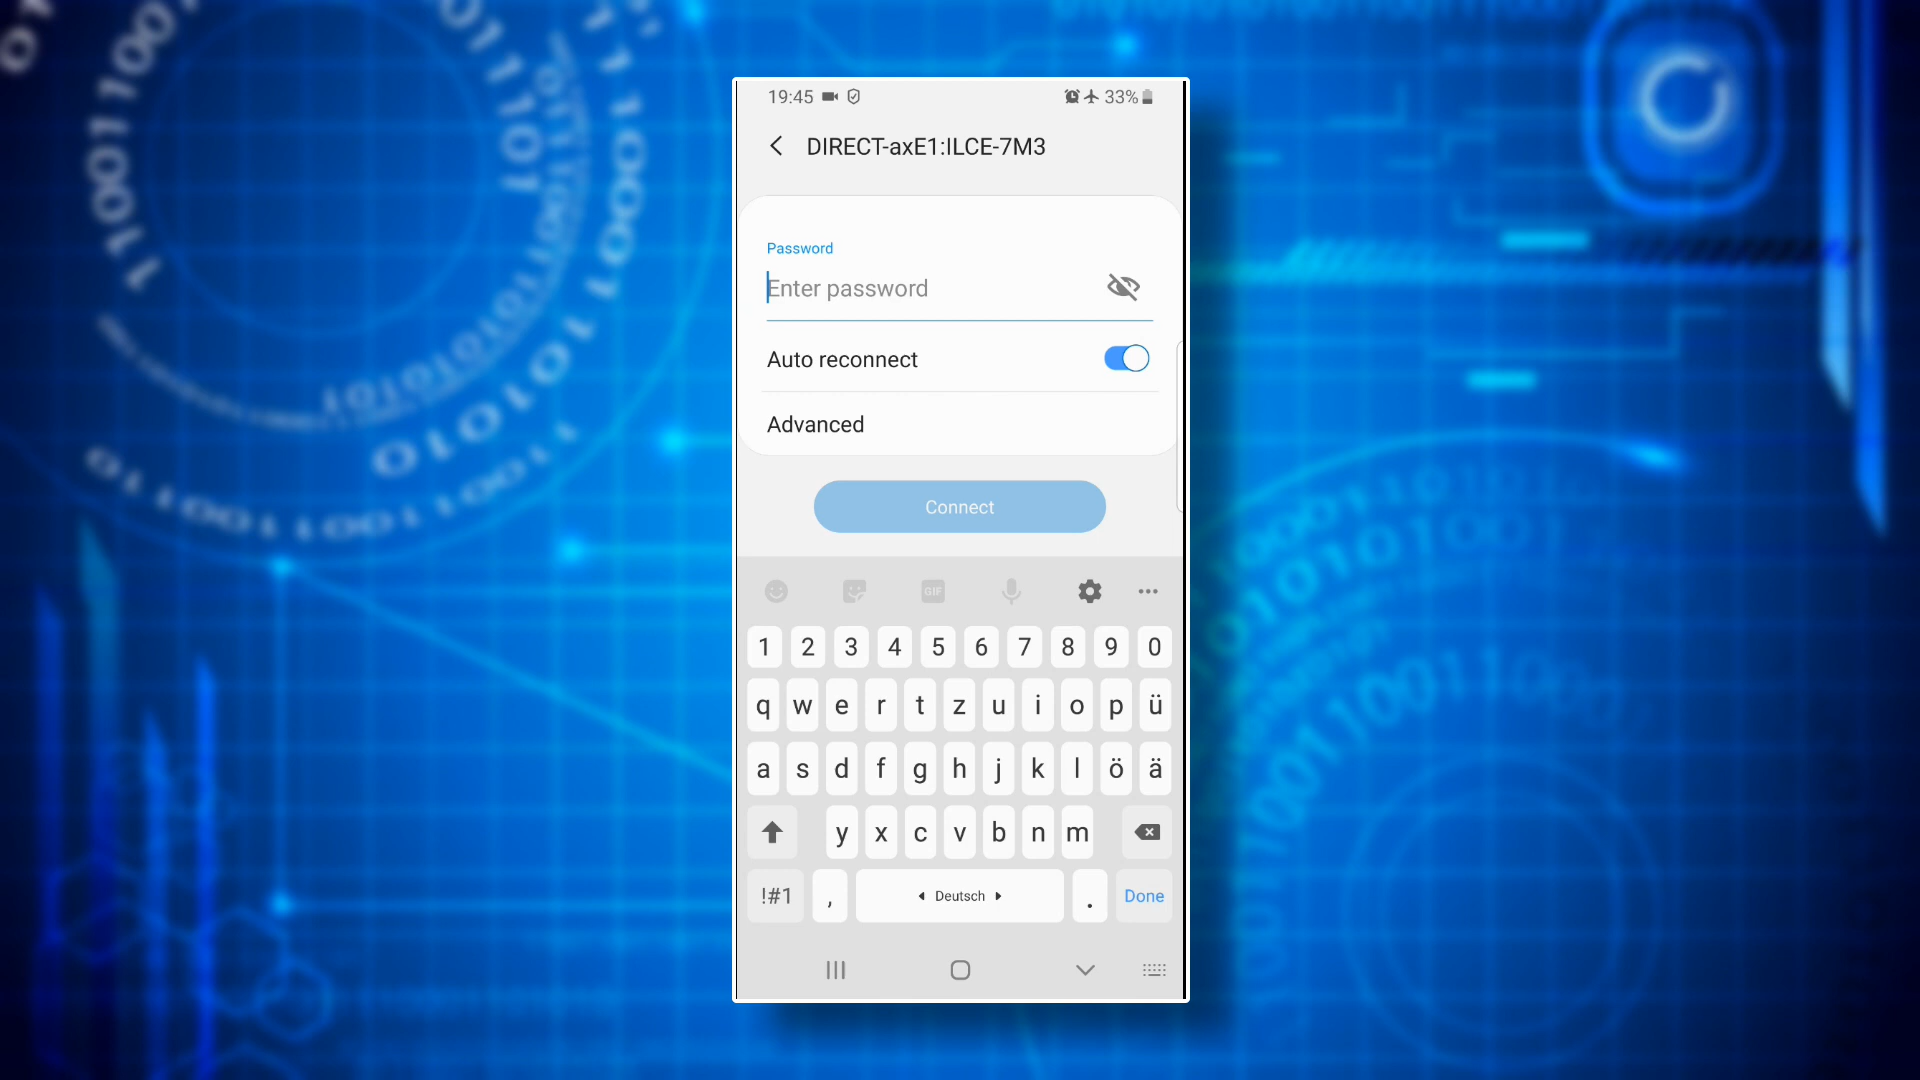 19:45 33%
DIRECT-axE1:ILCE-7M3
Password
Enter password
Auto reconnect
Advanced
Connect
GIF
1 2 3 4 5 6 7 8 9 0
q w e r t z u i o p ü
a s d f g h j k l ö ä
y x c v b n m
!#1 , Deutsch . Done